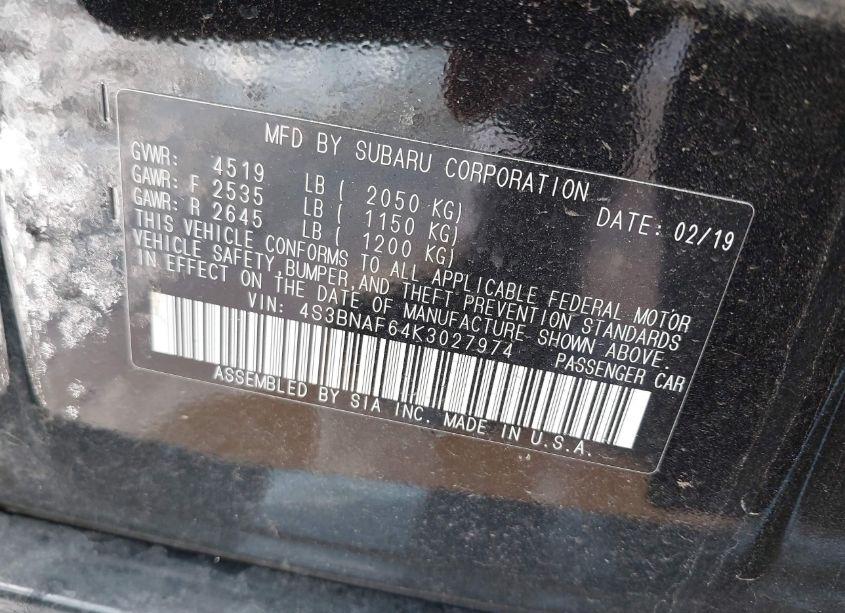 MFD BY SUBARU CORPORATION DATE: 02/19
GVWR: 4519 LB ( 2050 KG)
GAWR: F 2535 LB ( 1150 KG)
GAWR: R 2645 LB ( 1200 KG)
THIS VEHICLE CONFORMS TO ALL APPLICABLE FEDERAL MOTOR
VEHICLE SAFETY,BUMPER,AND THEFT PREVENTION STANDARDS
IN EFFECT ON THE DATE OF MANUFACTURE SHOWN ABOVE.
VIN: 4S3BNAF64K3027974 PASSENGER CAR
ASSEMBLED BY SIA INC. MADE IN U.S.A.